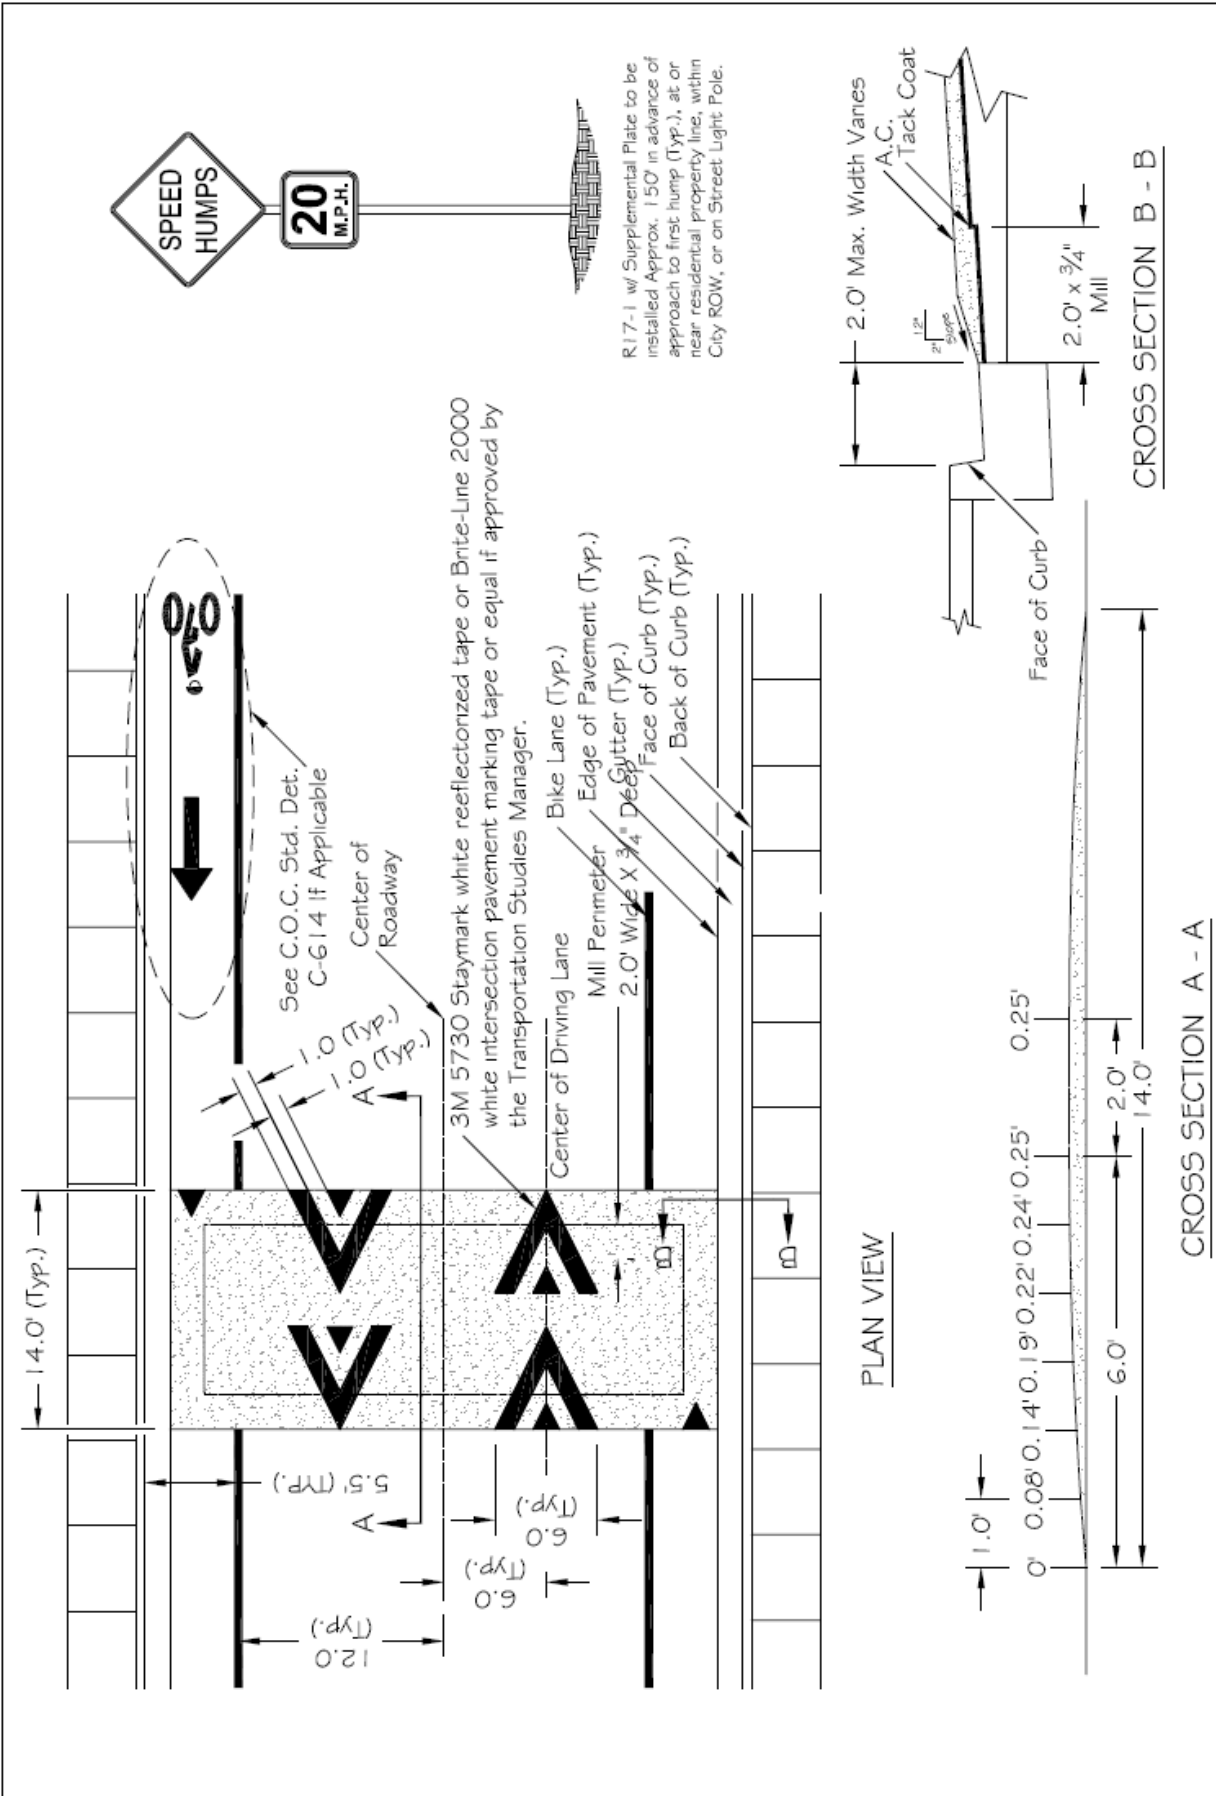 SPEED
HUMPS
20
M.P.H.
R17-1 w/ Supplemental Plate to be
installed Approx. 150' in advance of
approach to first hump (Typ.), at or
near residential property line, within
City ROW, or on Street Light Pole.
14.0' (Typ.)
5.5' (TYP.)
See C.O.C. Std. Det.
C-614 If Applicable
1.0 (Typ.)
1.0 (Typ.)
Center of
Roadway
A
A
12.0
(Typ.)
6.0
(Typ.)
6.0
(Typ.)
3M 5730 Staymark white reeflectorized tape or Brite-Line 2000
white intersection pavement marking tape or equal if approved by
the Transportation Studies Manager.
Center of Driving Lane
Mill Perimeter
2.0' Wide X 3/4" Deep
Bike Lane (Typ.)
Edge of Pavement (Typ.)
Gutter (Typ.)
Face of Curb (Typ.)
Back of Curb (Typ.)
B
B
PLAN VIEW
2.0' Max. Width Varies
A.C.
Tack Coat
12"
2"
Slope
2.0' x 3/4"
Mill
Face of Curb
CROSS SECTION B - B
1.0'
0' 0.08' 0.14' 0.19' 0.22' 0.24' 0.25' 0.25'
6.0'
2.0'
14.0'
CROSS SECTION A - A